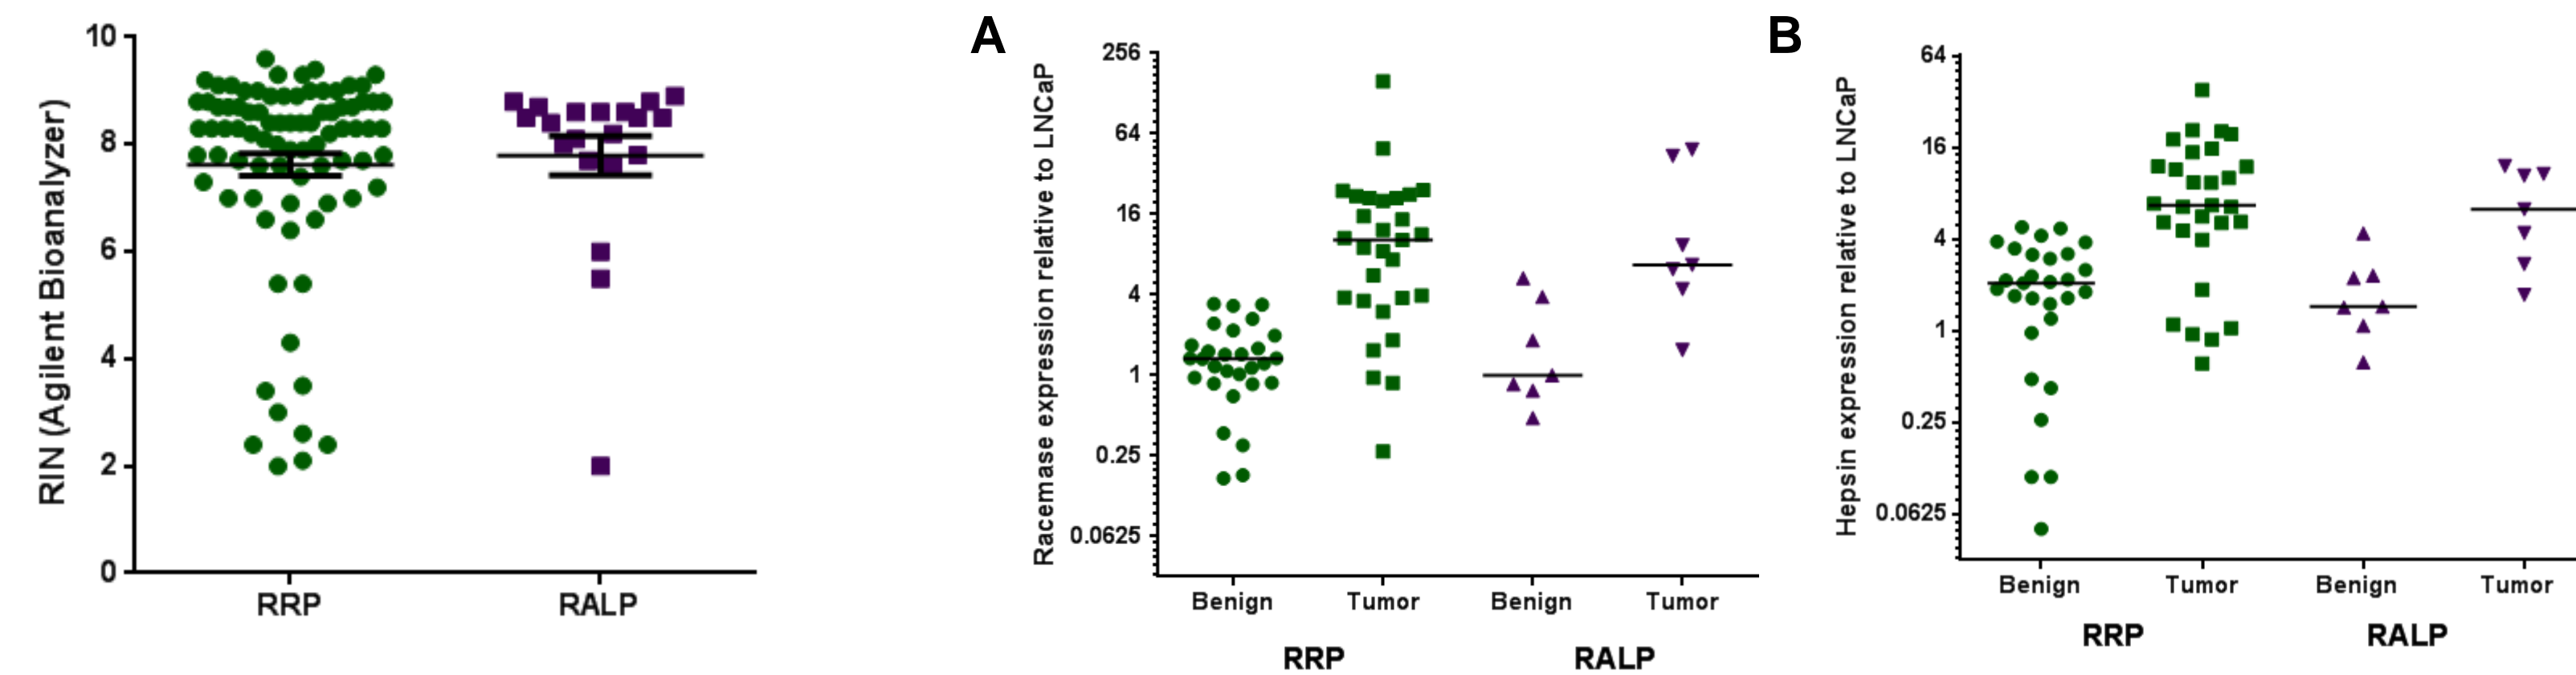 RIN (Agilent Bioanalyzer)
10
8
6
4
2
0
RRP RALP
A
Racemase expression relative to LNCaP
256
64
16
4
1
0.25
0.0625
Benign Tumor Benign Tumor
RRP RALP
B
Hepsin expression relative to LNCaP
64
16
4
1
0.25
0.0625
Benign Tumor Benign Tumor
RRP RALP